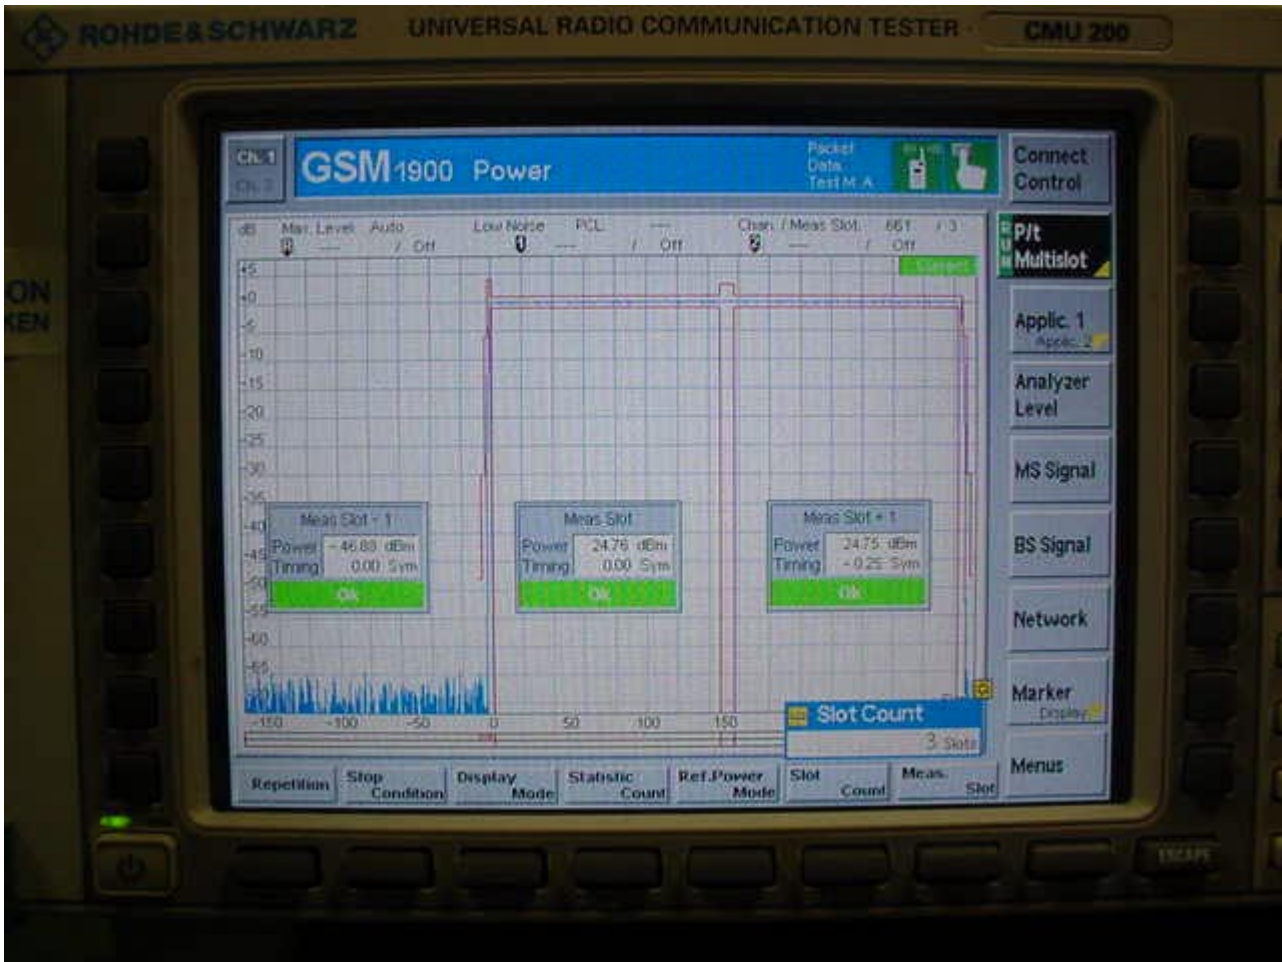 ROHDE & SCHWARZ UNIVERSAL RADIO COMMUNICATION TESTER · CMU 200
Ch. 1
GSM 1900 Power
Packet
Data
Test M. A
Connect
Control
dB Max. Level Auto Low Noise PCL: --- Chan. / Meas Slot: 661 / 3
--- / Off 1 --- / Off 2 --- / Off
Current
RUN
P/t
Multislot
ON
KEN
+5
+0
-5
-10
-15
-20
-25
-30
-35
-40
-45
-50
-55
-60
-65
Applic. 1
Applic. 2
Analyzer
Level
MS Signal
BS Signal
Network
Marker
Display
Menus
Meas Slot - 1
Power - 46.88 dBm
Timing 0.00 Sym
Ok
Meas Slot
Power 24.76 dBm
Timing 0.00 Sym
Ok
Meas Slot + 1
Power 24.75 dBm
Timing - 0.25 Sym
Ok
-150 -100 -50 0 50 100 150
Slot Count
3 Slots
Repetition
Stop
Condition
Display
Mode
Statistic
Count
Ref.Power
Mode
Slot
Count
Meas.
Slot
ESCAPE